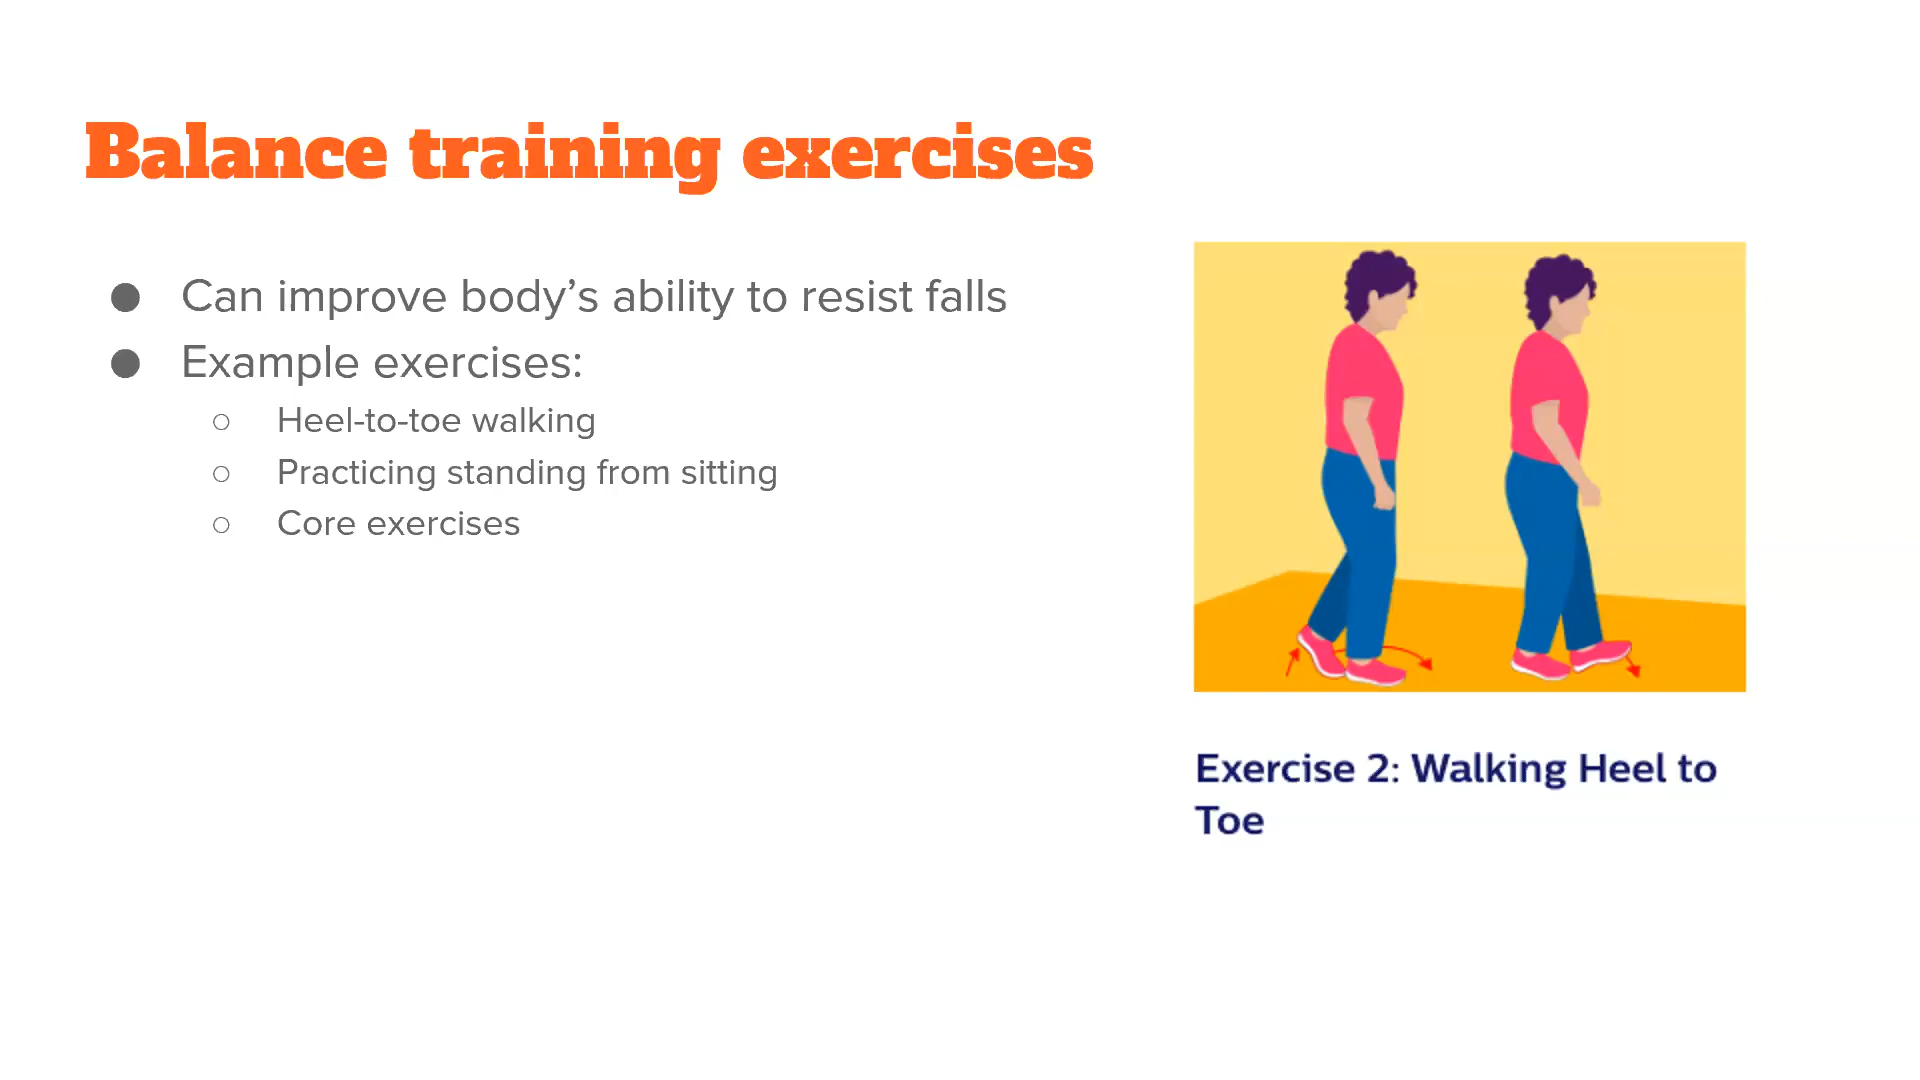 Balance training exercises
● Can improve body’s ability to resist falls
● Example exercises:
○ Heel-to-toe walking
○ Practicing standing from sitting
○ Core exercises
Exercise 2: Walking Heel to
Toe